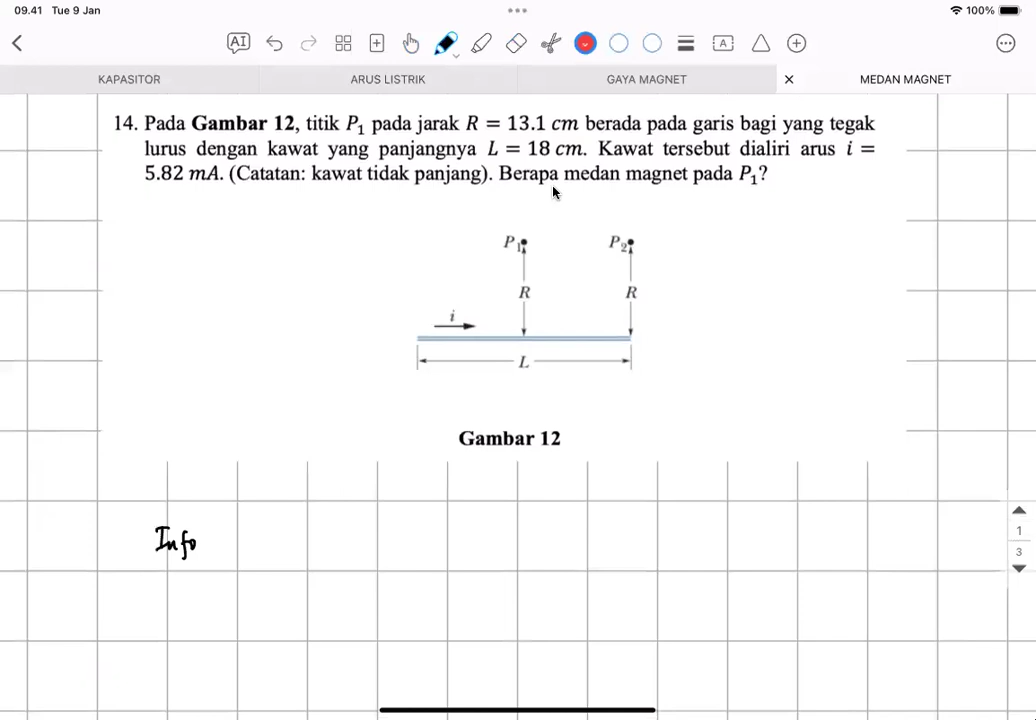 09.41 Tue 9 Jan
100%
AI
A
KAPASITOR
ARUS LISTRIK
GAYA MAGNET
MEDAN MAGNET
14. Pada Gambar 12, titik P₁ pada jarak R = 13.1 cm berada pada garis bagi yang tegak
lurus dengan kawat yang panjangnya L = 18 cm. Kawat tersebut dialiri arus i =
5.82 mA. (Catatan: kawat tidak panjang). Berapa medan magnet pada P₁?
P₁
P₂
R
R
i
L
Gambar 12
Info
1
3